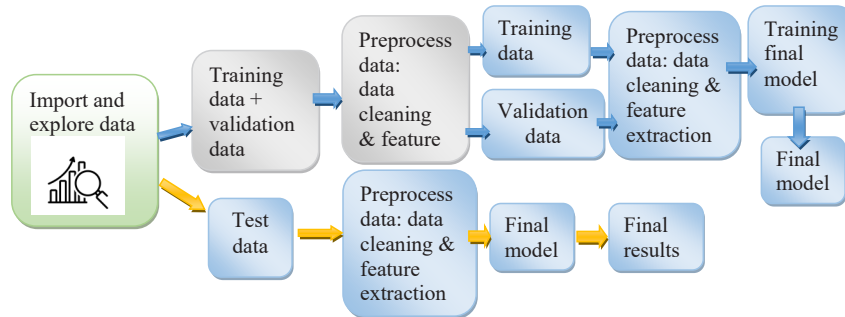 Import and
explore data
Training
data +
validation
data
Preprocess
data:
data
cleaning
& feature
Training
data
Validation
data
Preprocess
data: data
cleaning &
feature
extraction
Training
final
model
Final
model
Test
data
Preprocess
data: data
cleaning &
feature
extraction
Final
model
Final
results